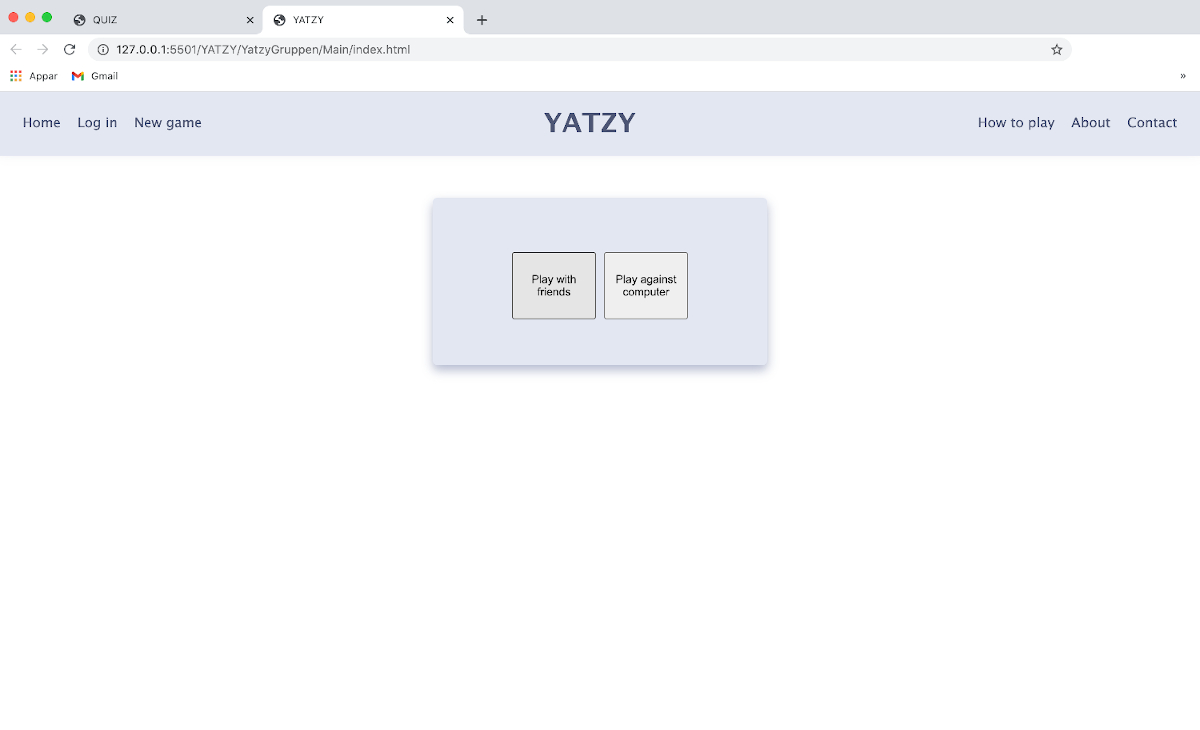 QUIZ
YATZY
127.0.0.1:5501/YATZY/YatzyGruppen/Main/index.html
Appar
Gmail
»
Home
Log in
New game
YATZY
How to play
About
Contact
Play with
friends
Play against
computer